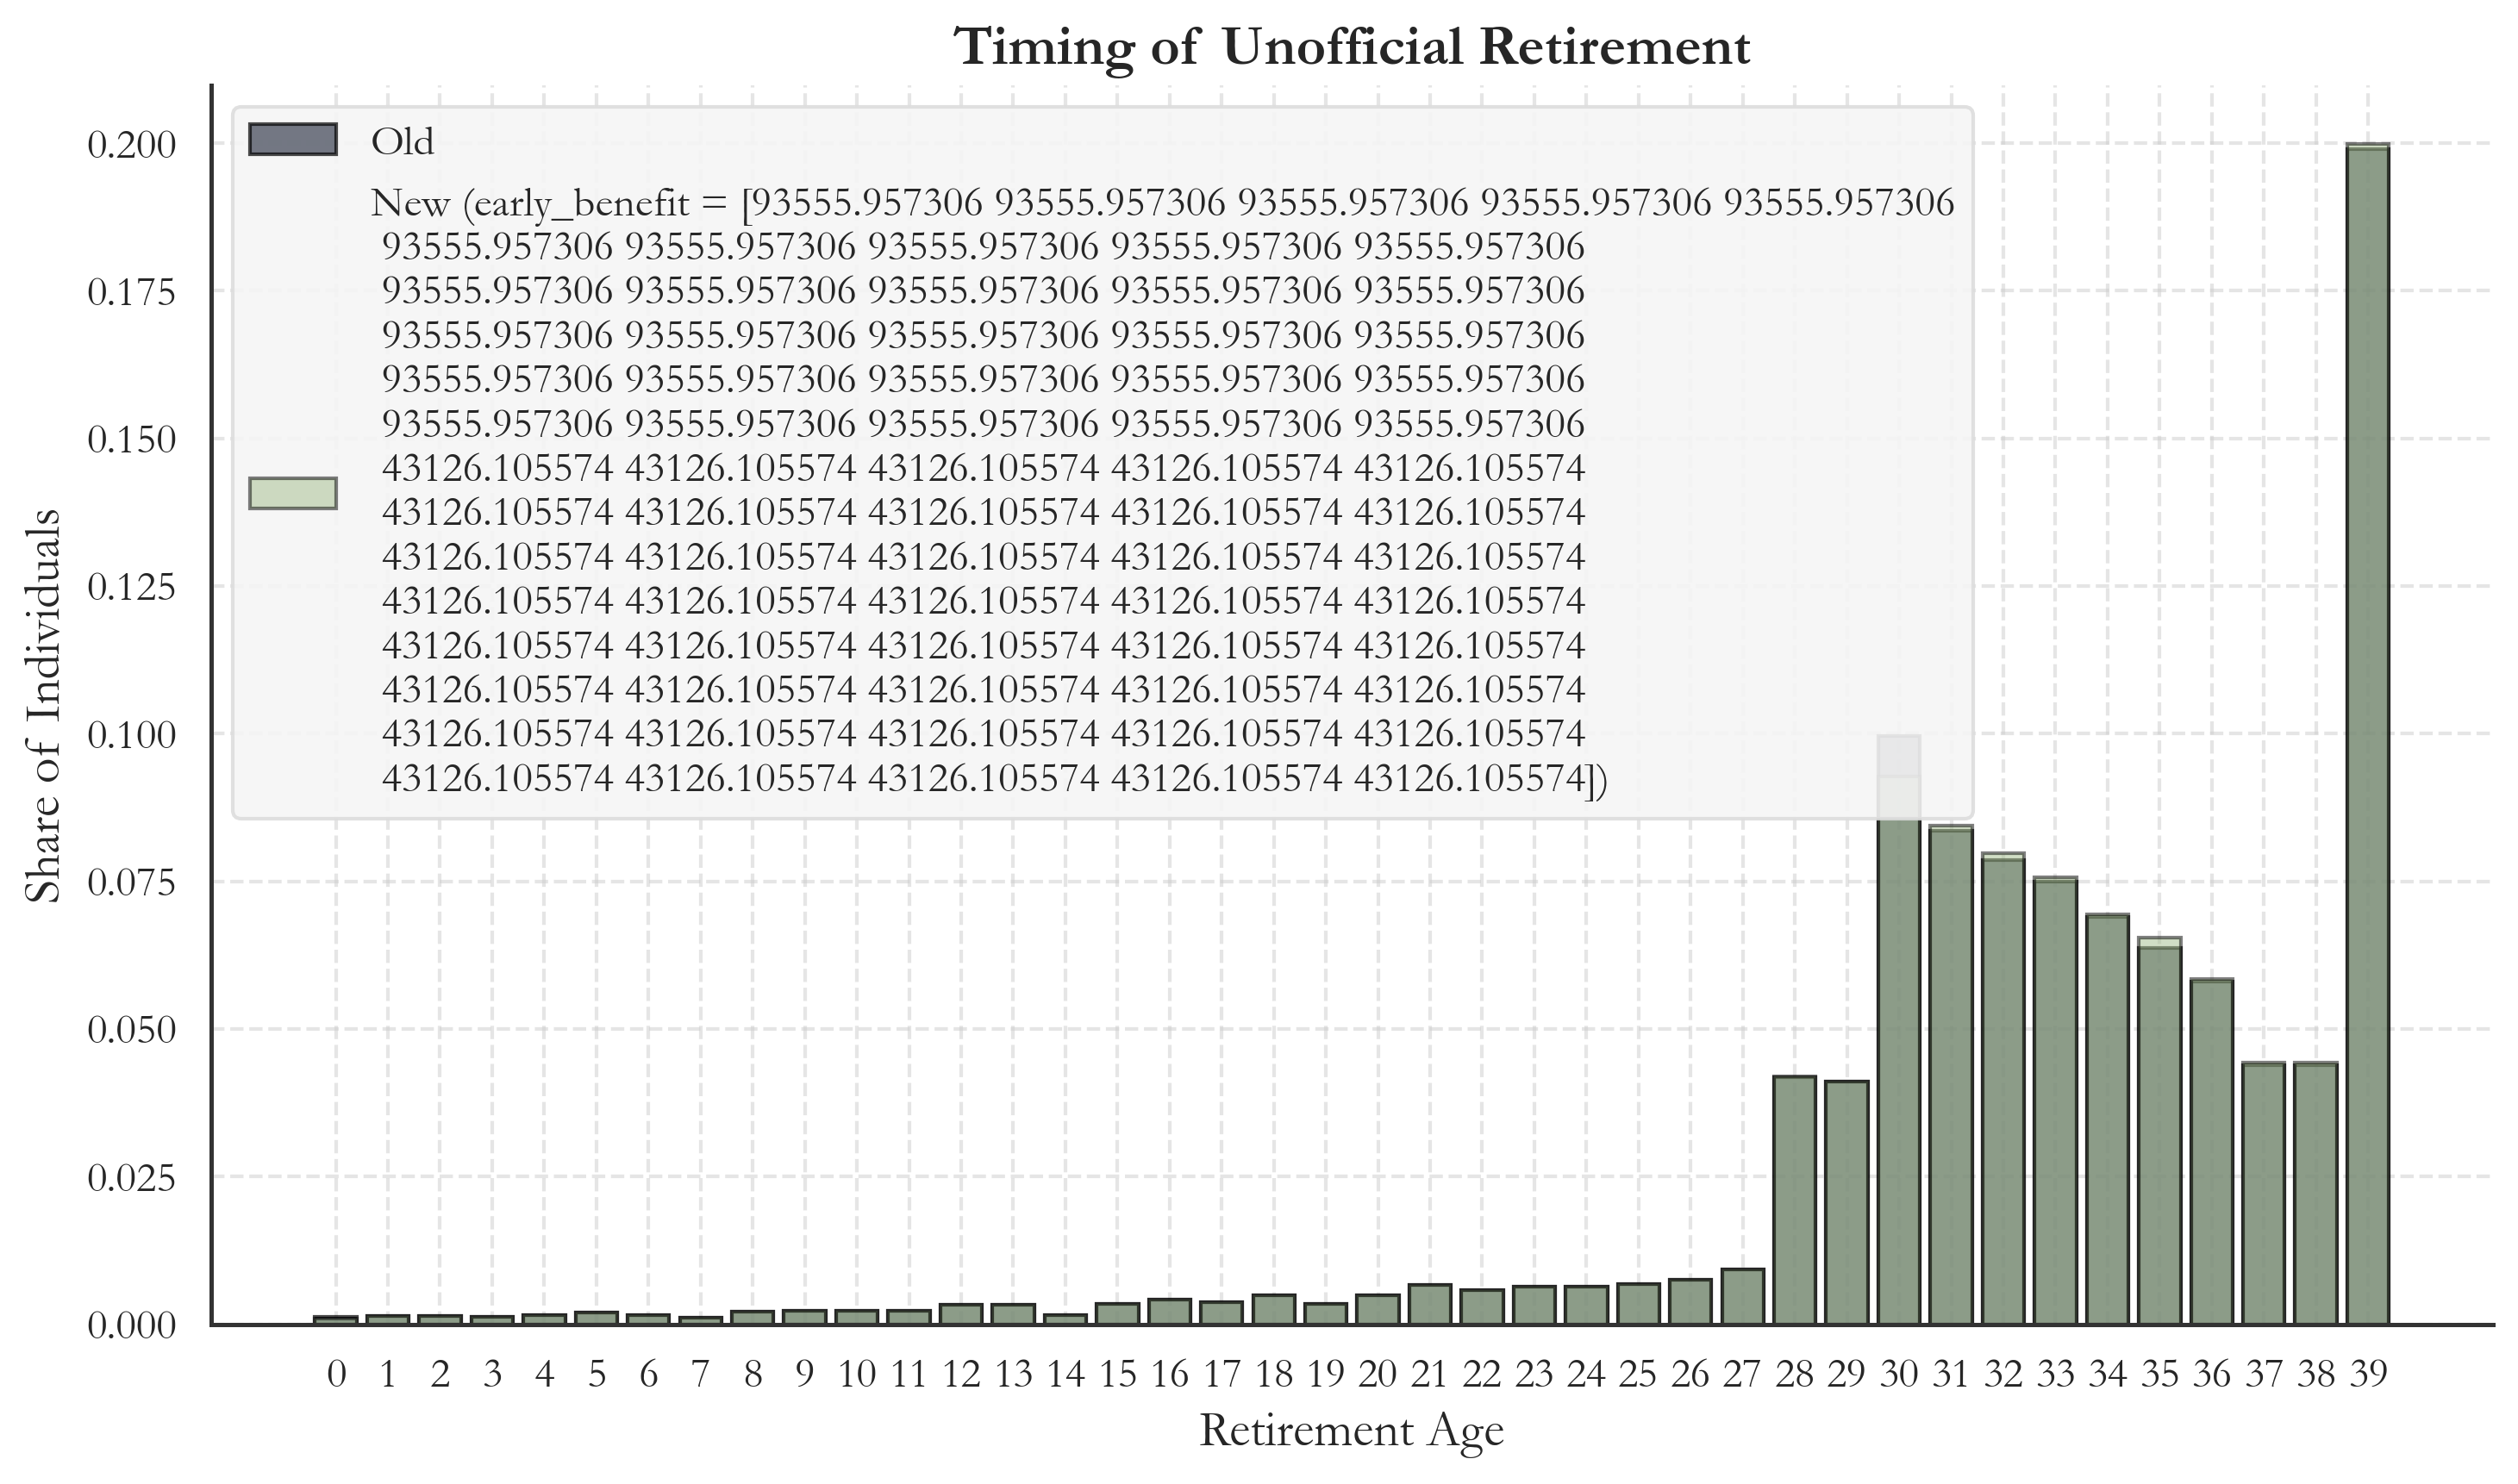 Timing of Unofficial Retirement
Share of Individuals
0.200
0.175
0.150
0.125
0.100
0.075
0.050
0.025
0.000
Old
New (early_benefit = [93555.957306 93555.957306 93555.957306 93555.957306 93555.957306
93555.957306 93555.957306 93555.957306 93555.957306 93555.957306
93555.957306 93555.957306 93555.957306 93555.957306 93555.957306
93555.957306 93555.957306 93555.957306 93555.957306 93555.957306
93555.957306 93555.957306 93555.957306 93555.957306 93555.957306
93555.957306 93555.957306 93555.957306 93555.957306 93555.957306
43126.105574 43126.105574 43126.105574 43126.105574 43126.105574
43126.105574 43126.105574 43126.105574 43126.105574 43126.105574
43126.105574 43126.105574 43126.105574 43126.105574 43126.105574
43126.105574 43126.105574 43126.105574 43126.105574 43126.105574
43126.105574 43126.105574 43126.105574 43126.105574 43126.105574
43126.105574 43126.105574 43126.105574 43126.105574 43126.105574
43126.105574 43126.105574 43126.105574 43126.105574 43126.105574
43126.105574 43126.105574 43126.105574 43126.105574 43126.105574])
0 1 2 3 4 5 6 7 8 9 10 11 12 13 14 15 16 17 18 19 20 21 22 23 24 25 26 27 28 29 30 31 32 33 34 35 36 37 38 39
Retirement Age